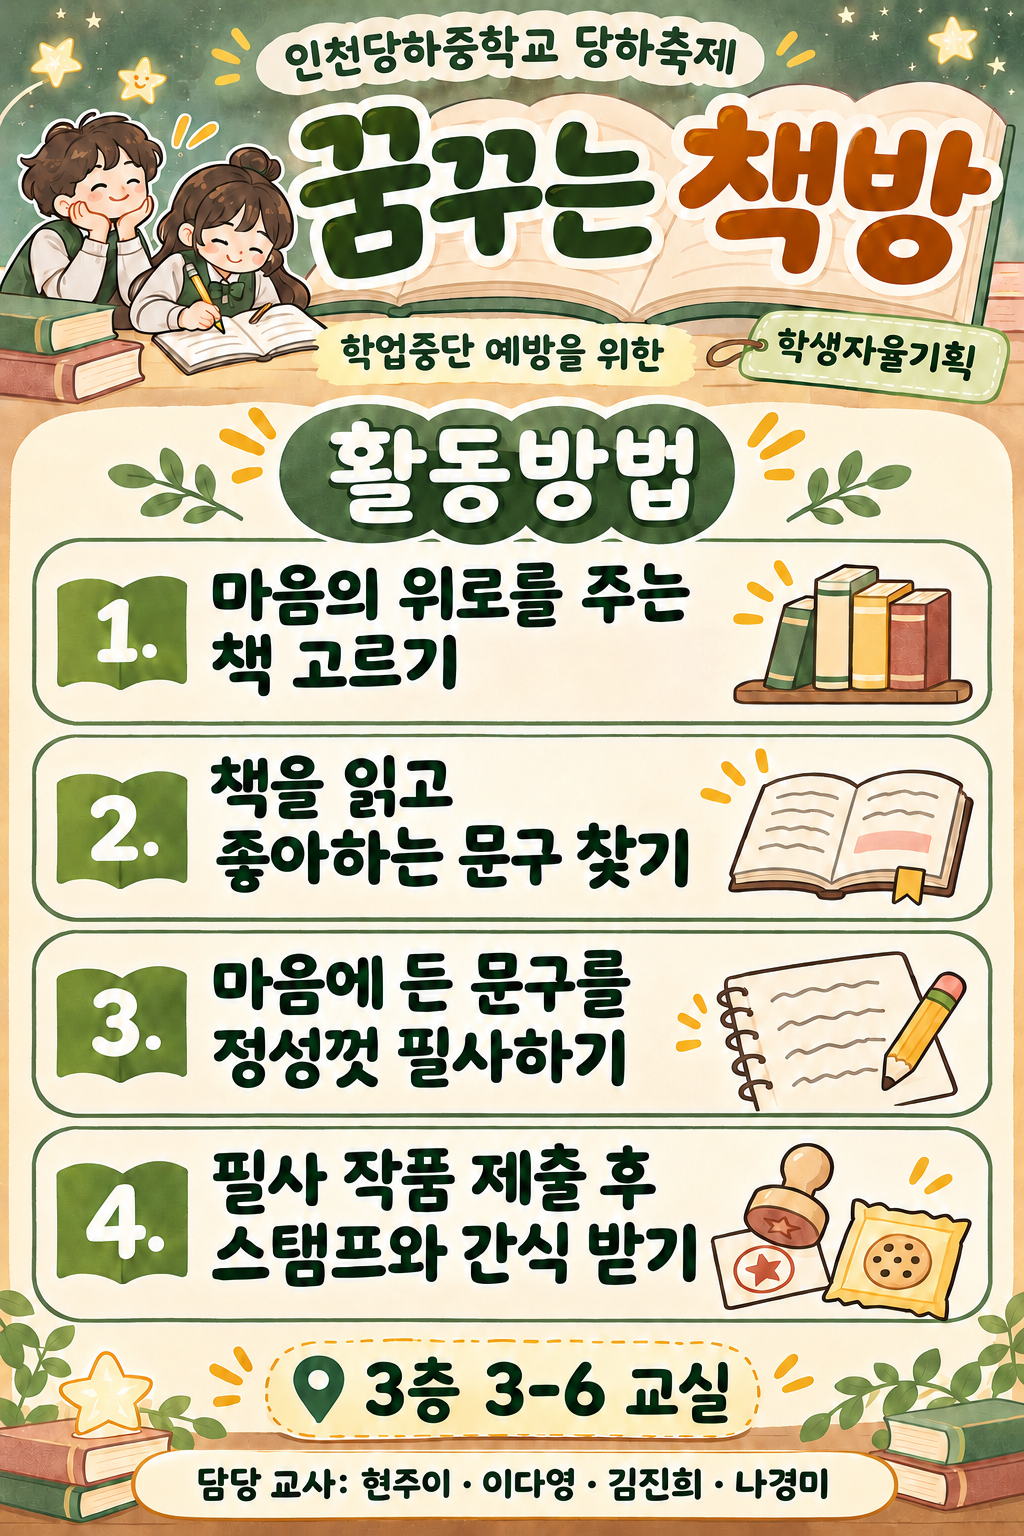 인천당하중학교 당하축제
꿈꾸는 책방
학업중단 예방을 위한
학생자율기획
활동방법
1. 마음의 위로를 주는
책 고르기
2. 책을 읽고
좋아하는 문구 찾기
3. 마음에 든 문구를
정성껏 필사하기
4. 필사 작품 제출 후
스탬프와 간식 받기
3층 3-6 교실
담당 교사: 현주이 · 이다영 · 김진희 · 나경미